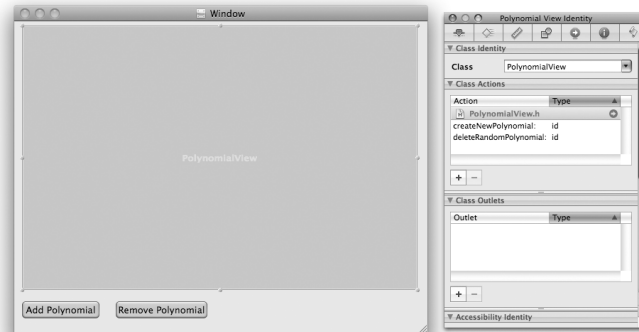 Window
PolynomialView
Add Polynomial
Remove Polynomial
Polynomial View Identity
Class Identity
Class PolynomialView
Class Actions
Action Type
PolynomialView.h
createNewPolynomial: id
deleteRandomPolynomial: id
+ −
Class Outlets
Outlet Type
+ −
Accessibility Identity